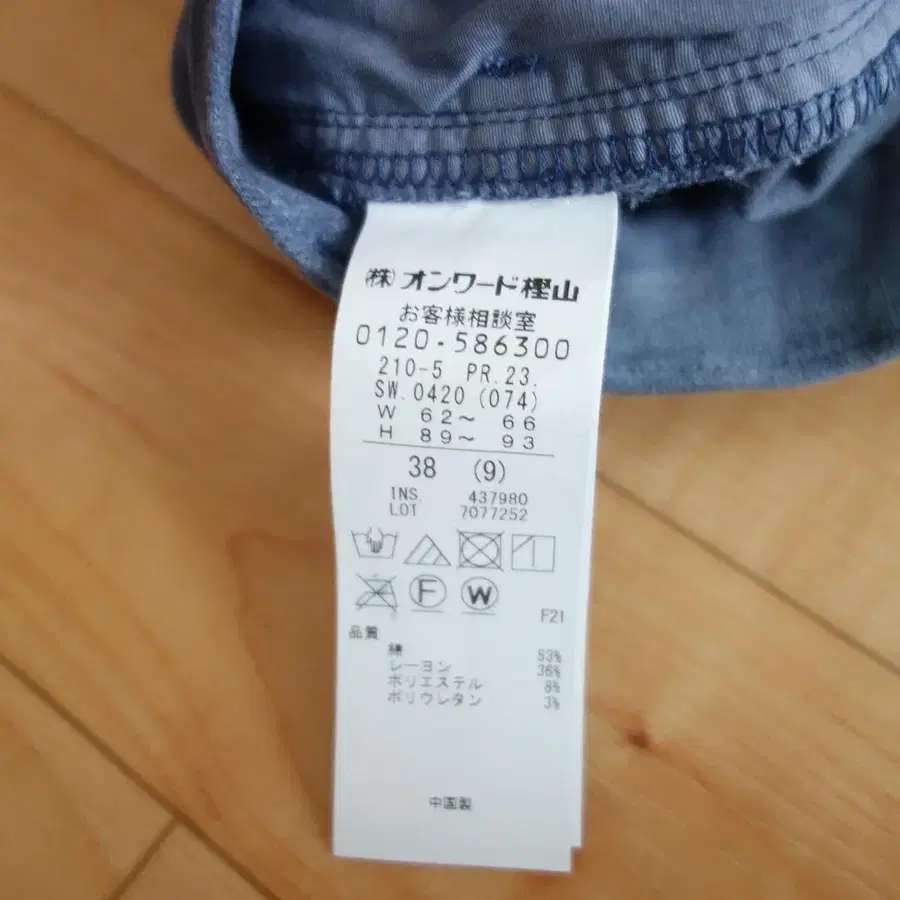 (株)オンワード樫山
お客様相談室
0120-586300
210-5 PR.23.
SW.0420 (074)
W 62～ 66
H 89～ 93
38 (9)
INS. 437980
LOT 7077252
F W
F21
品質
綿 53%
レーヨン 36%
ポリエステル 8%
ポリウレタン 3%
中国製